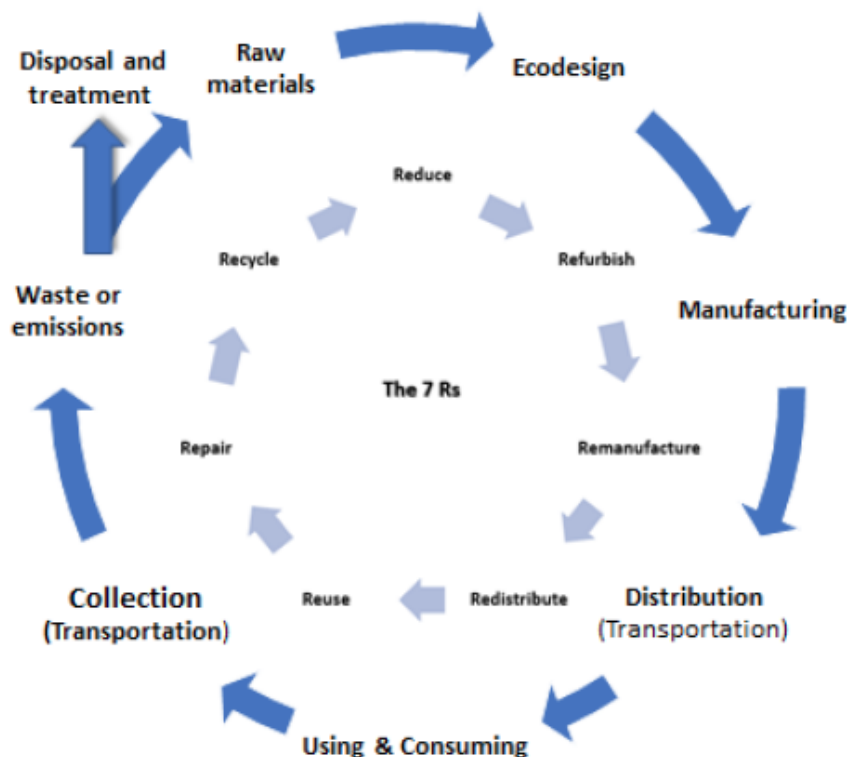 Raw
materials
Ecodesign
Disposal and
treatment
Reduce
Recycle
Refurbish
Waste or
emissions
Manufacturing
The 7 Rs
Repair
Remanufacture
Collection
(Transportation)
Reuse
Redistribute
Distribution
(Transportation)
Using & Consuming